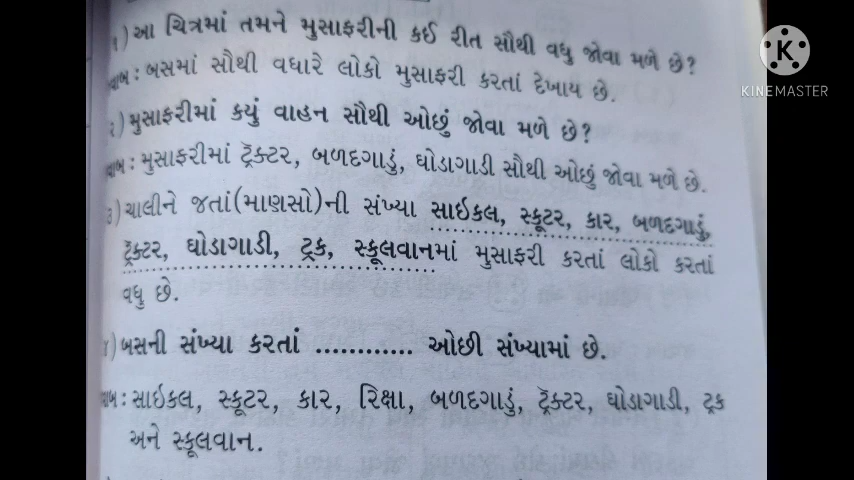 ૧) આ ચિત્રમાં તમને મુસાફરીની કઈ રીત સૌથી વધુ જોવા મળે છે?
જવાબ : બસમાં સૌથી વધારે લોકો મુસાફરી કરતાં દેખાય છે.
૨) મુસાફરીમાં કયું વાહન સૌથી ઓછું જોવા મળે છે?
જવાબ : મુસાફરીમાં ટ્રૅક્ટર, બળદગાડું, ઘોડાગાડી સૌથી ઓછું જોવા મળે છે.
૩) ચાલીને જતાં(માણસો)ની સંખ્યા સાઇકલ, સ્કૂટર, કાર, બળદગાડું,
ટ્રૅક્ટર, ઘોડાગાડી, ટ્રક, સ્કૂલવાનમાં મુસાફરી કરતાં લોકો કરતાં
વધુ છે.
૪) બસની સંખ્યા કરતાં ............ ઓછી સંખ્યામાં છે.
જવાબ : સાઇકલ, સ્કૂટર, કાર, રિક્ષા, બળદગાડું, ટ્રૅક્ટર, ઘોડાગાડી, ટ્રક
અને સ્કૂલવાન.
K
KINEMASTER